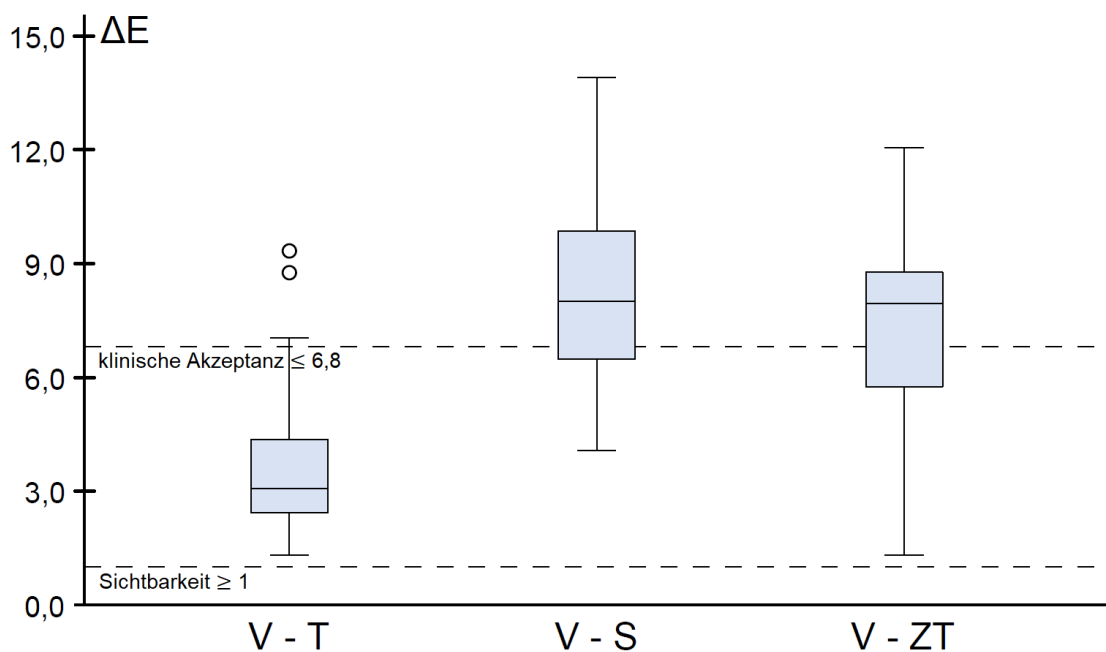 ΔE
15,0
12,0
9,0
klinische Akzeptanz ≤ 6,8
6,0
3,0
Sichtbarkeit ≥ 1
0,0
V - T
V - S
V - ZT